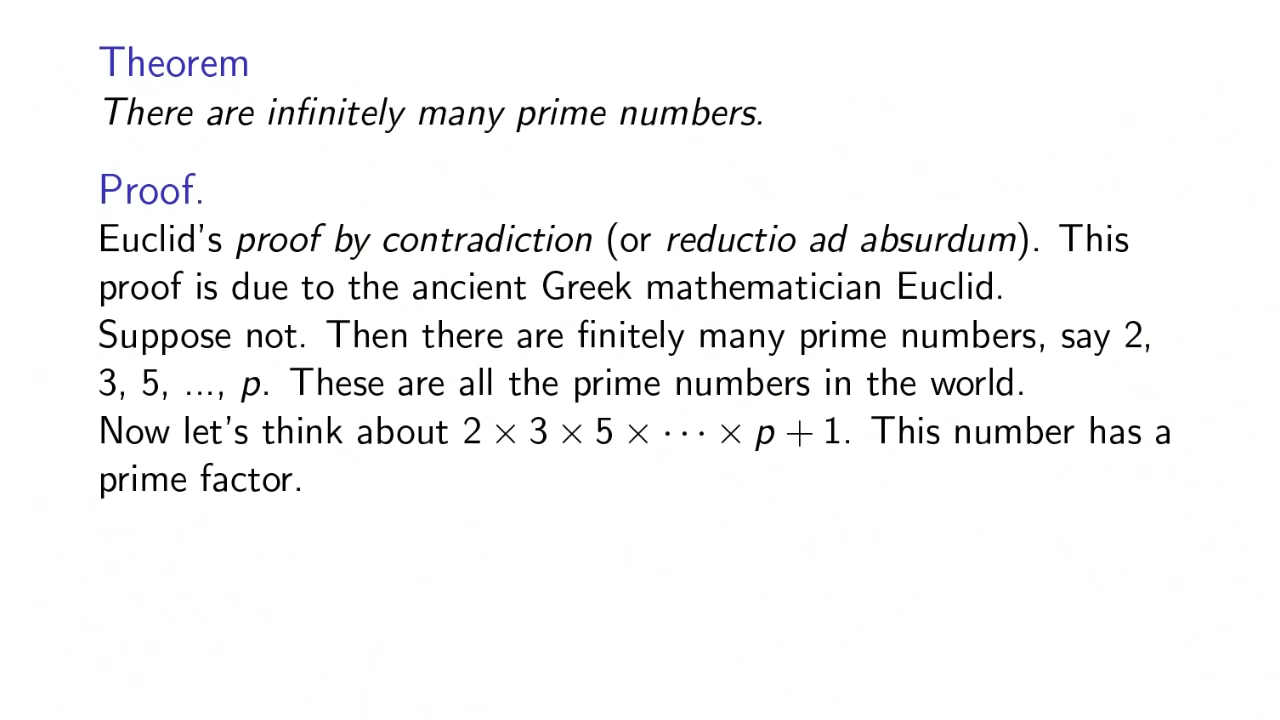 Theorem
There are infinitely many prime numbers.
Proof.
Euclid's proof by contradiction (or reductio ad absurdum). This
proof is due to the ancient Greek mathematician Euclid.
Suppose not. Then there are finitely many prime numbers, say 2,
3, 5, ..., p. These are all the prime numbers in the world.
Now let's think about 2 × 3 × 5 × ⋯ × p + 1. This number has a
prime factor.